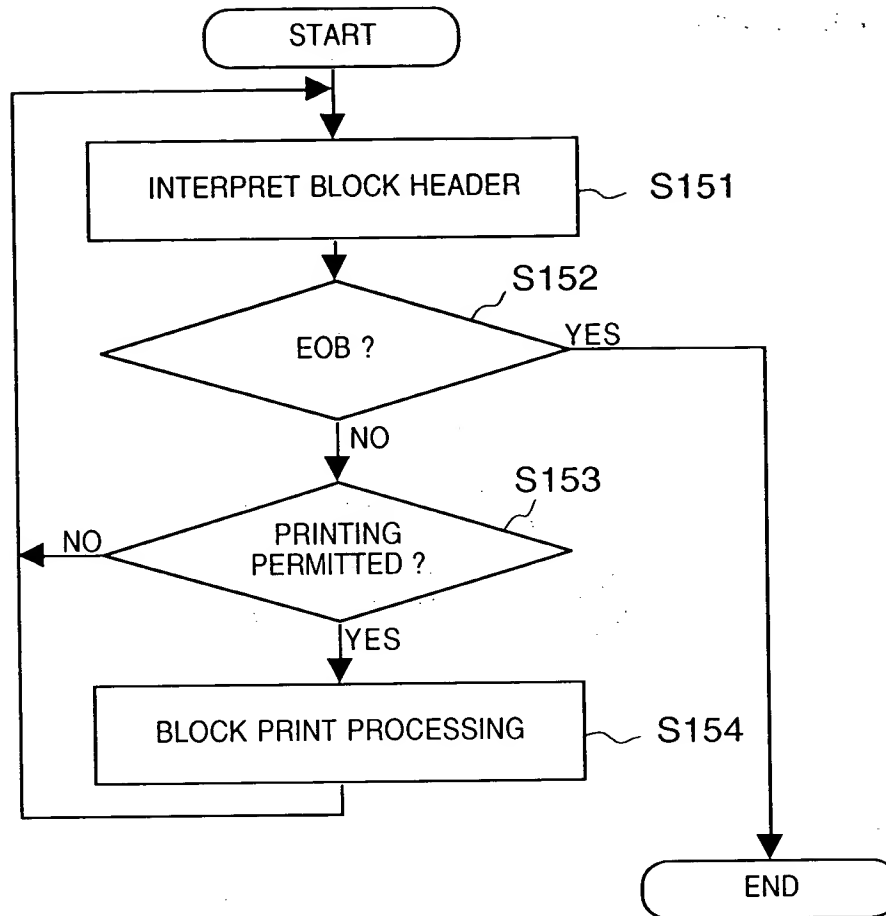 START
INTERPRET BLOCK HEADER
S151
S152
EOB ?
YES
NO
S153
PRINTING
PERMITTED ?
NO
YES
BLOCK PRINT PROCESSING
S154
END